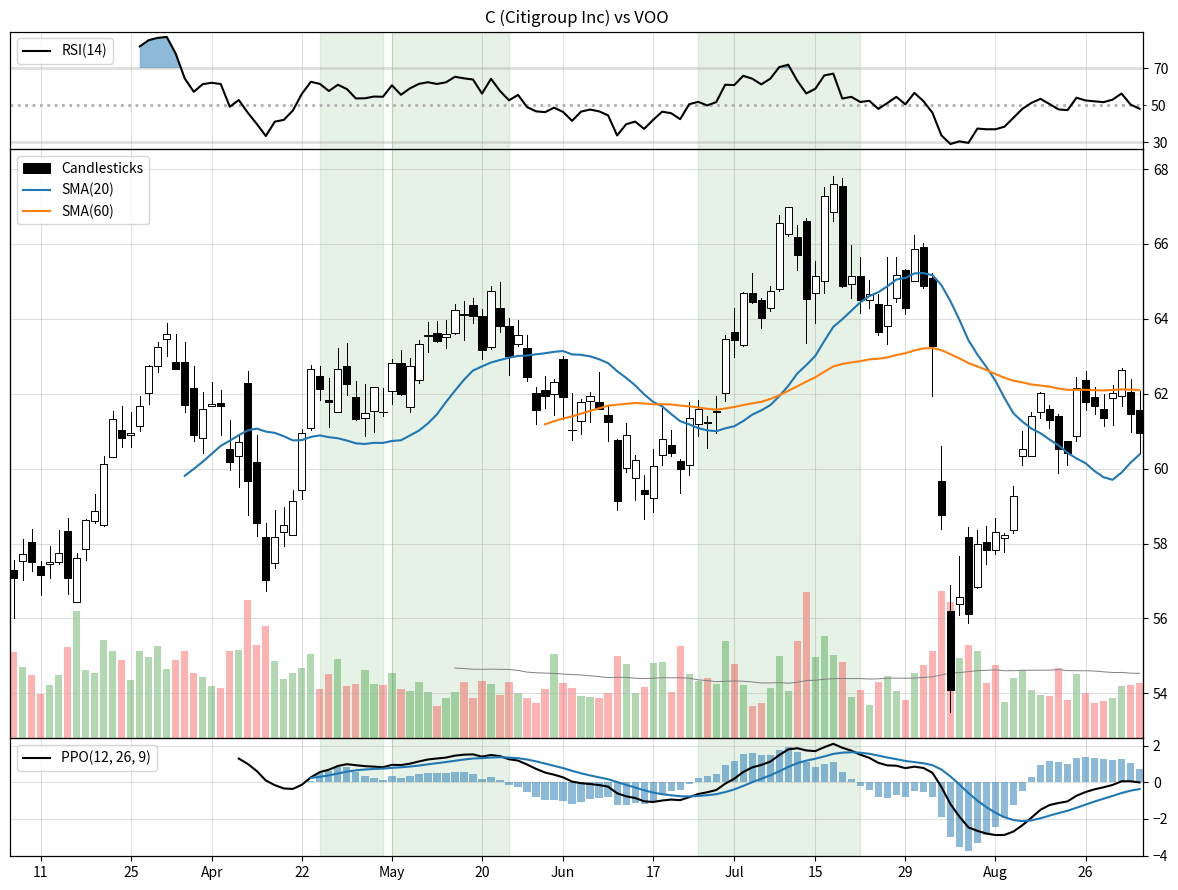 C (Citigroup Inc) vs VOO
RSI(14)
70
50
30
Candlesticks
SMA(20)
SMA(60)
68
66
64
62
60
58
56
54
PPO(12, 26, 9)
2
0
−2
−4
11 25 Apr 22 May 20 Jun 17 Jul 15 29 Aug 26